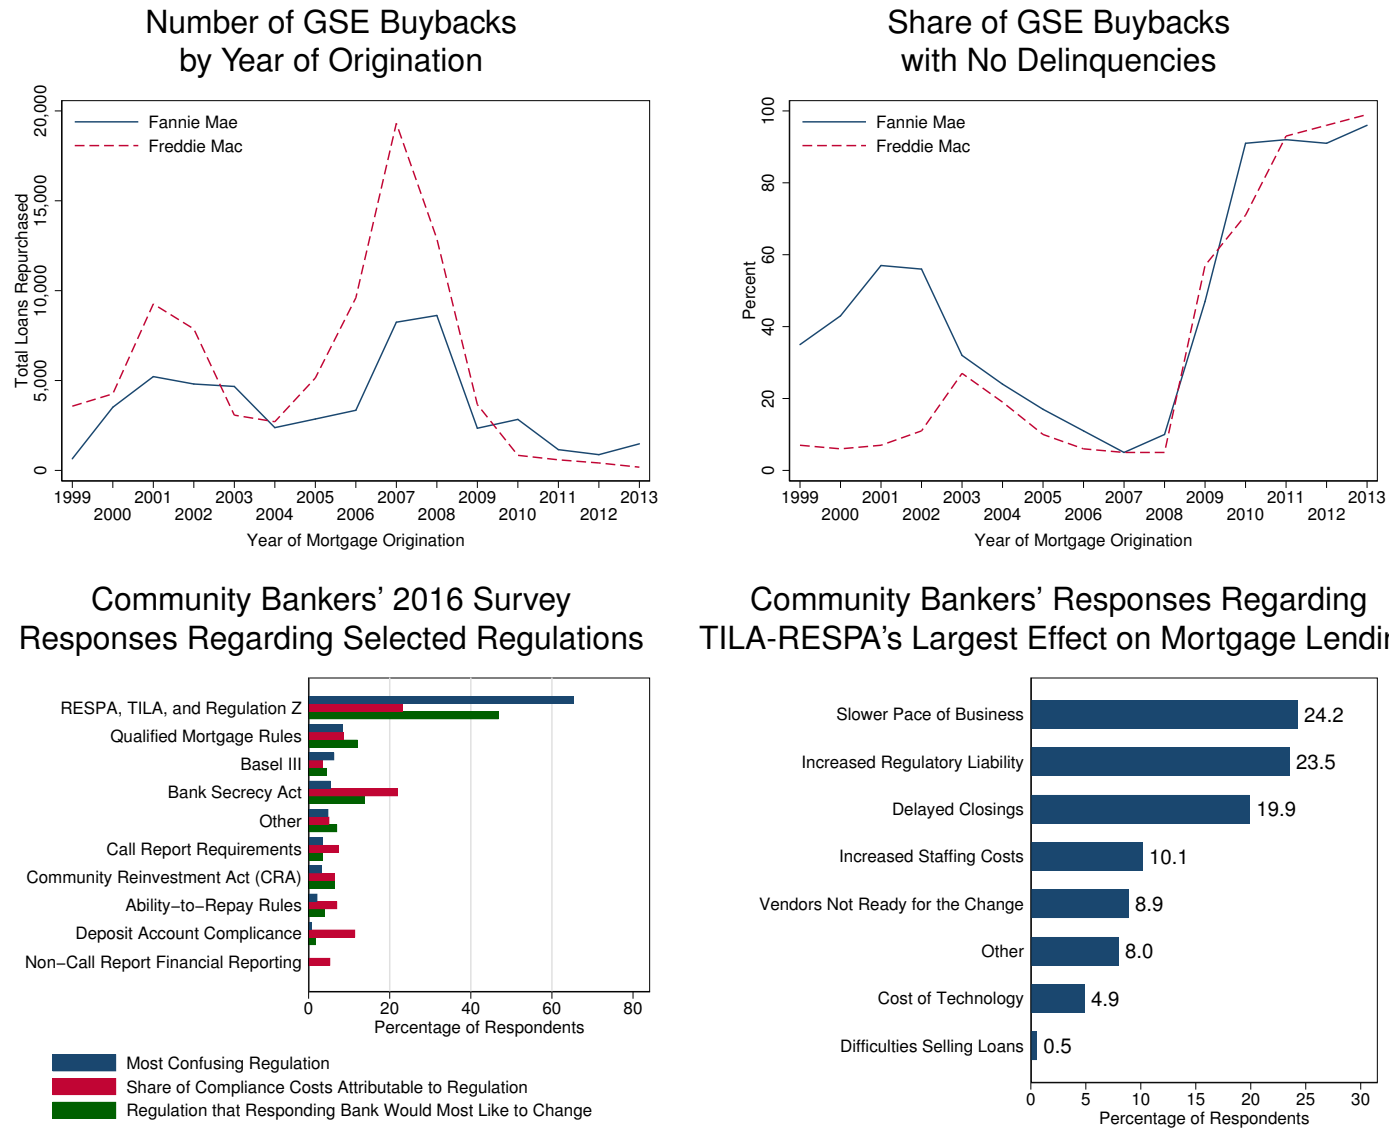 Number of GSE Buybacks
by Year of Origination
20,000
15,000
10,000
5,000
0
Total Loans Repurchased
Fannie Mae
Freddie Mac
1999 2001 2003 2005 2007 2009 2011 2013
2000 2002 2004 2006 2008 2010 2012
Year of Mortgage Origination
Share of GSE Buybacks
with No Delinquencies
100
80
60
40
20
0
Percent
Fannie Mae
Freddie Mac
1999 2001 2003 2005 2007 2009 2011 2013
2000 2002 2004 2006 2008 2010 2012
Year of Mortgage Origination
Community Bankers’ 2016 Survey
Responses Regarding Selected Regulations
RESPA, TILA, and Regulation Z
Qualified Mortgage Rules
Basel III
Bank Secrecy Act
Other
Call Report Requirements
Community Reinvestment Act (CRA)
Ability−to−Repay Rules
Deposit Account Complicance
Non−Call Report Financial Reporting
0 20 40 60 80
Percentage of Respondents
Most Confusing Regulation
Share of Compliance Costs Attributable to Regulation
Regulation that Responding Bank Would Most Like to Change
Community Bankers’ Responses Regarding
TILA-RESPA’s Largest Effect on Mortgage Lendin
Slower Pace of Business 24.2
Increased Regulatory Liability 23.5
Delayed Closings 19.9
Increased Staffing Costs 10.1
Vendors Not Ready for the Change 8.9
Other 8.0
Cost of Technology 4.9
Difficulties Selling Loans 0.5
0 5 10 15 20 25 30
Percentage of Respondents